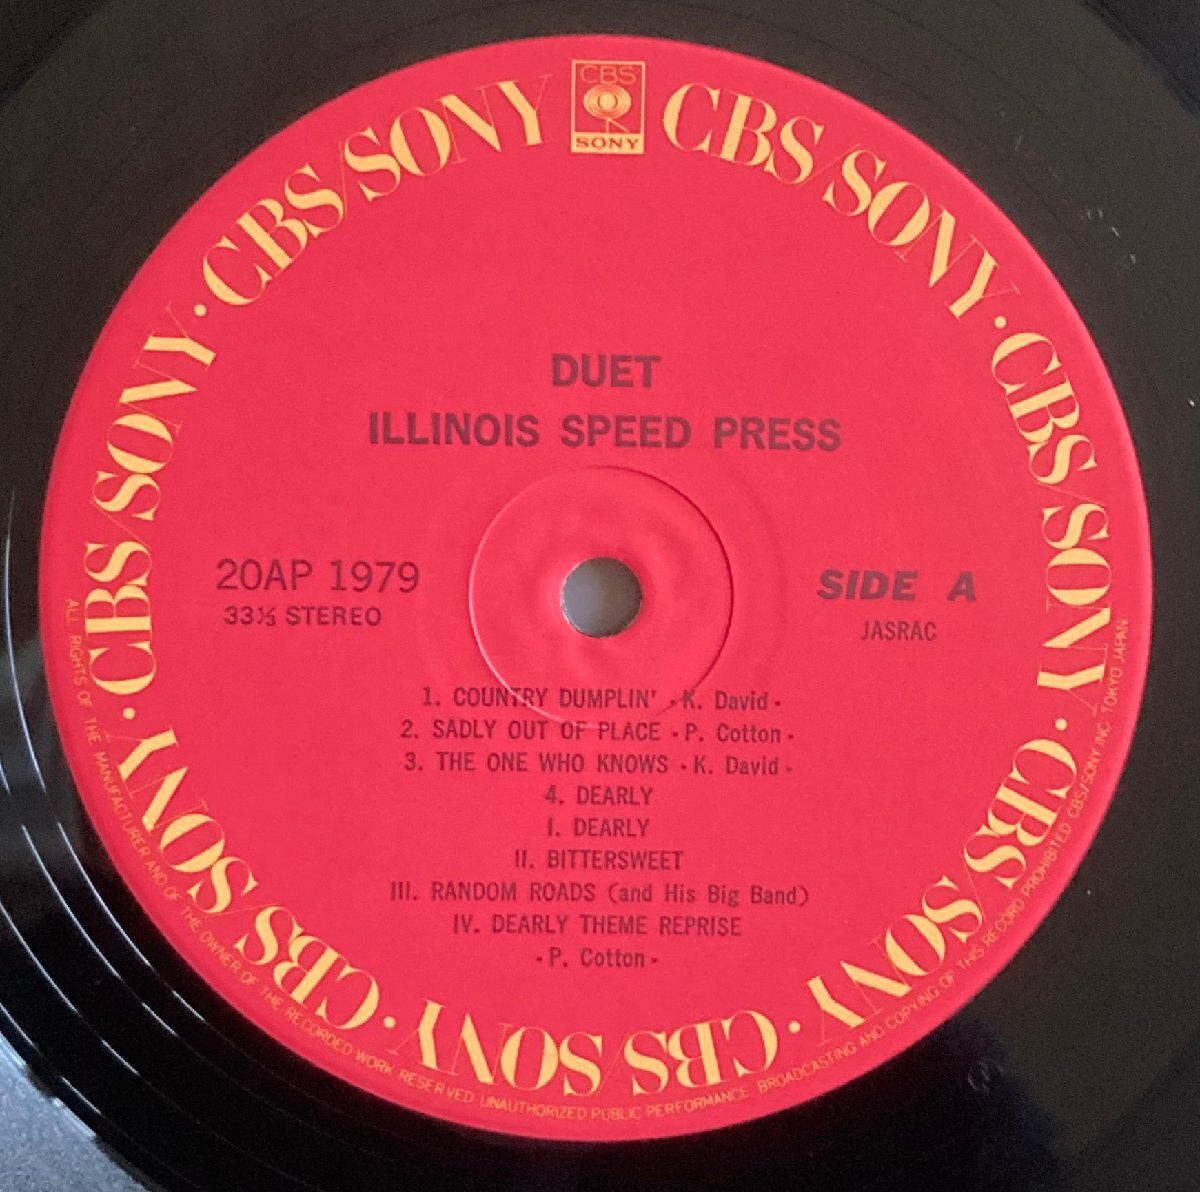 CBS
SONY
CBS/SONY · CBS/SONY · CBS/SONY · CBS/SONY · CBS/SONY · CBS/SONY · CBS/SONY · CBS/SONY
DUET
ILLINOIS SPEED PRESS
20AP 1979
33⅓ STEREO
SIDE A
JASRAC
1. COUNTRY DUMPLIN' - K. David -
2. SADLY OUT OF PLACE - P. Cotton -
3. THE ONE WHO KNOWS - K. David -
4. DEARLY
I. DEARLY
II. BITTERSWEET
III. RANDOM ROADS (and His Big Band)
IV. DEARLY THEME REPRISE
- P. Cotton -
ALL RIGHTS OF THE MANUFACTURER AND OF THE OWNER OF THE RECORDED WORK RESERVED UNAUTHORIZED PUBLIC PERFORMANCE, BROADCASTING AND COPYING OF THIS RECORD PROHIBITED CBS/SONY INC. TOKYO JAPAN